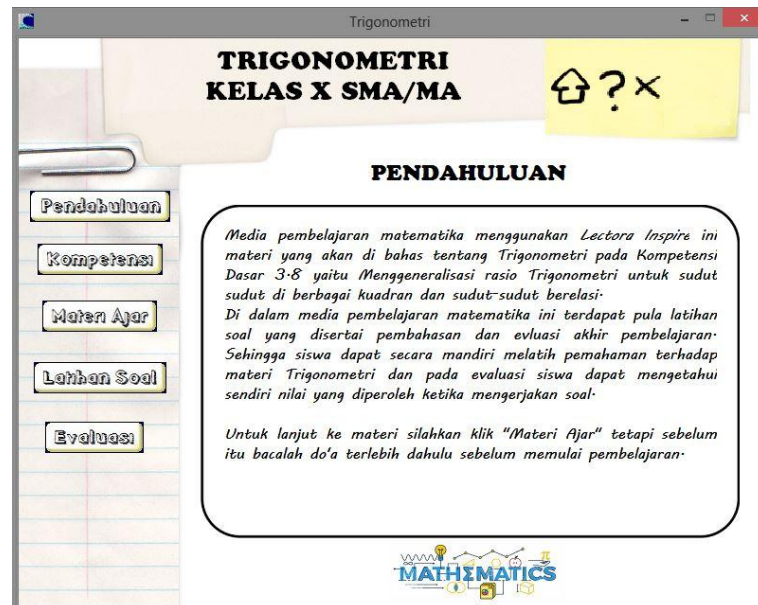 Trigonometri
TRIGONOMETRI
KELAS X SMA/MA
?
PENDAHULUAN
Pendahuluan
Kompetensi
Materi Ajar
Latihan Soal
Evaluasi
Media pembelajaran matematika menggunakan Lectora Inspire ini
materi yang akan di bahas tentang Trigonometri pada Kompetensi
Dasar 3.8 yaitu Menggeneralisasi rasio Trigonometri untuk sudut
sudut di berbagai kuadran dan sudut-sudut berelasi.
Di dalam media pembelajaran matematika ini terdapat pula latihan
soal yang disertai pembahasan dan evluasi akhir pembelajaran.
Sehingga siswa dapat secara mandiri melatih pemahaman terhadap
materi Trigonometri dan pada evaluasi siswa dapat mengetahui
sendiri nilai yang diperoleh ketika mengerjakan soal.
Untuk lanjut ke materi silahkan klik "Materi Ajar" tetapi sebelum
itu bacalah do'a terlebih dahulu sebelum memulai pembelajaran.
MATHΣMATICS